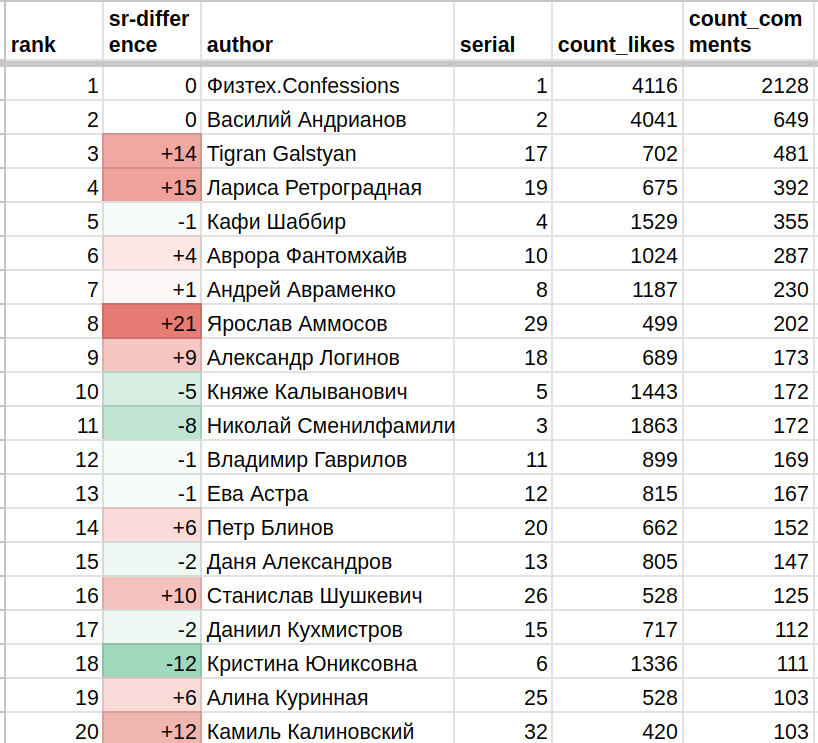 rank sr-differ ence author serial count_likes count_com ments
1 0 Физтех.Confessions 1 4116 2128
2 0 Василий Андрианов 2 4041 649
3 +14 Tigran Galstyan 17 702 481
4 +15 Лариса Ретроградная 19 675 392
5 -1 Кафи Шаббир 4 1529 355
6 +4 Аврора Фантомхайв 10 1024 287
7 +1 Андрей Авраменко 8 1187 230
8 +21 Ярослав Аммосов 29 499 202
9 +9 Александр Логинов 18 689 173
10 -5 Княже Калыванович 5 1443 172
11 -8 Николай Сменилфамили 3 1863 172
12 -1 Владимир Гаврилов 11 899 169
13 -1 Ева Астра 12 815 167
14 +6 Петр Блинов 20 662 152
15 -2 Даня Александров 13 805 147
16 +10 Станислав Шушкевич 26 528 125
17 -2 Даниил Кухмистров 15 717 112
18 -12 Кристина Юниксовна 6 1336 111
19 +6 Алина Куринная 25 528 103
20 +12 Камиль Калиновский 32 420 103